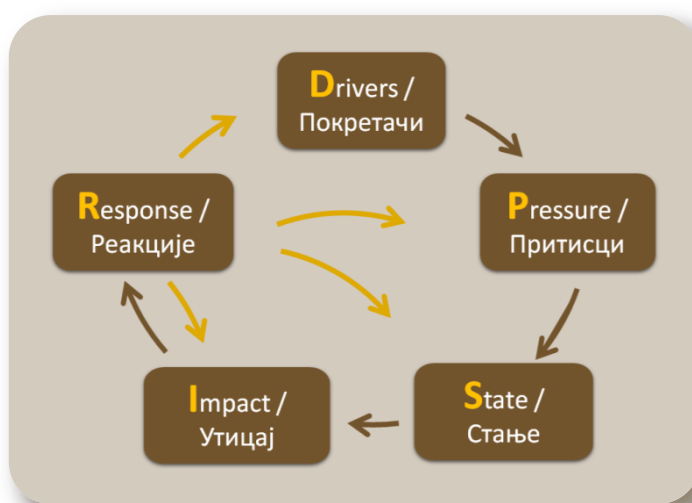 Drivers /
Покретачи
Response /
Реакције
Pressure /
Притисци
Impact /
Утицај
State /
Стање